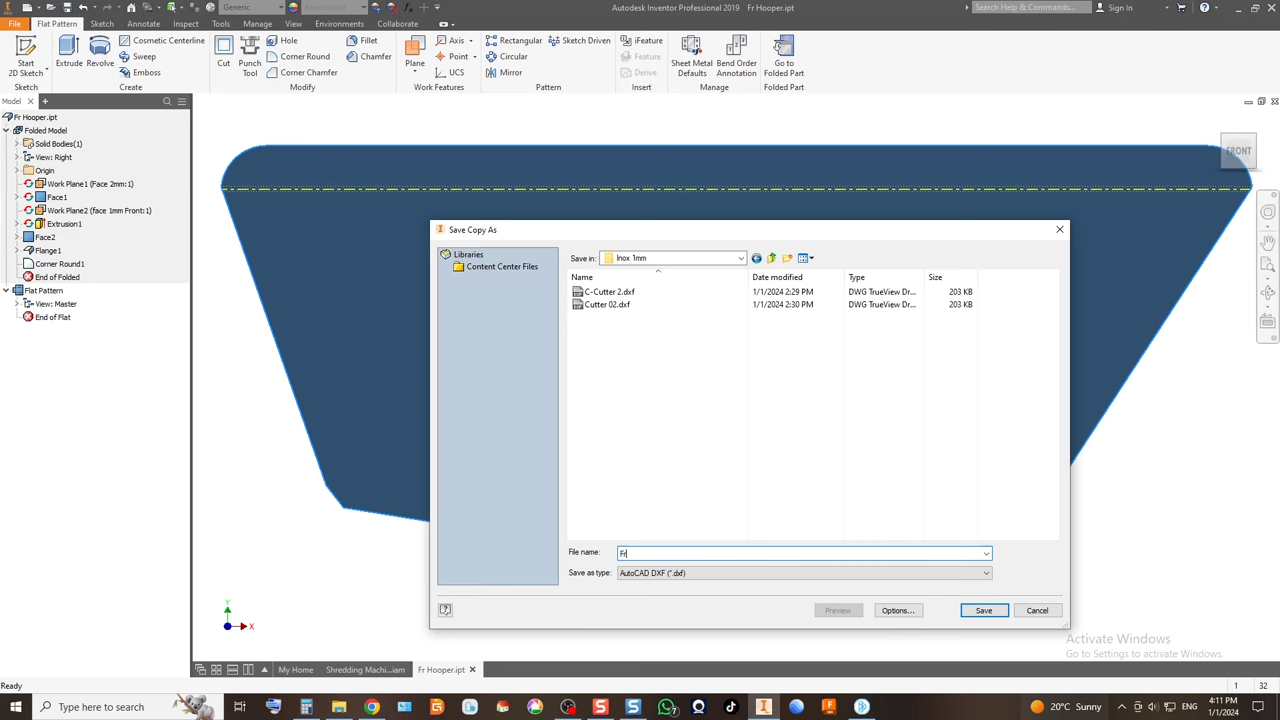 Generic
Appearance
Autodesk Inventor Professional 2019
Fr Hooper.ipt
Search Help & Commands...
Sign In
File
Flat Pattern
Sketch
Annotate
Inspect
Tools
Manage
View
Environments
Collaborate
Start
2D Sketch
Sketch
Extrude
Revolve
Cosmetic Centerline
Sweep
Emboss
Create
Cut
Punch
Tool
Hole
Corner Round
Corner Chamfer
Fillet
Chamfer
Modify
Plane
Axis
Point
UCS
Work Features
Rectangular
Circular
Mirror
Sketch Driven
Pattern
iFeature
Feature
Derive
Insert
Sheet Metal
Defaults
Bend Order
Annotation
Manage
Go to
Folded Part
Folded Part
Model
Fr Hooper.ipt
Folded Model
Solid Bodies(1)
View: Right
Origin
Work Plane1 (Face 2mm:1)
Face1
Work Plane2 (face 1mm Front:1)
Extrusion1
Face2
Flange1
Corner Round1
End of Folded
Flat Pattern
View: Master
End of Flat
FRONT
Save Copy As
Libraries
Content Center Files
Save in:
Inox 1mm
Name
Date modified
Type
Size
C-Cutter 2.dxf
1/1/2024 2:29 PM
DWG TrueView Dr...
203 KB
Cutter 02.dxf
1/1/2024 2:30 PM
DWG TrueView Dr...
203 KB
File name:
Fr
Save as type:
AutoCAD DXF (*.dxf)
Preview
Options...
Save
Cancel
Y
X
Activate Windows
Go to Settings to activate Windows.
My Home
Shredding Machi...iam
Fr Hooper.ipt
Ready
1
32
Type here to search
20°C Sunny
4:11 PM
1/1/2024